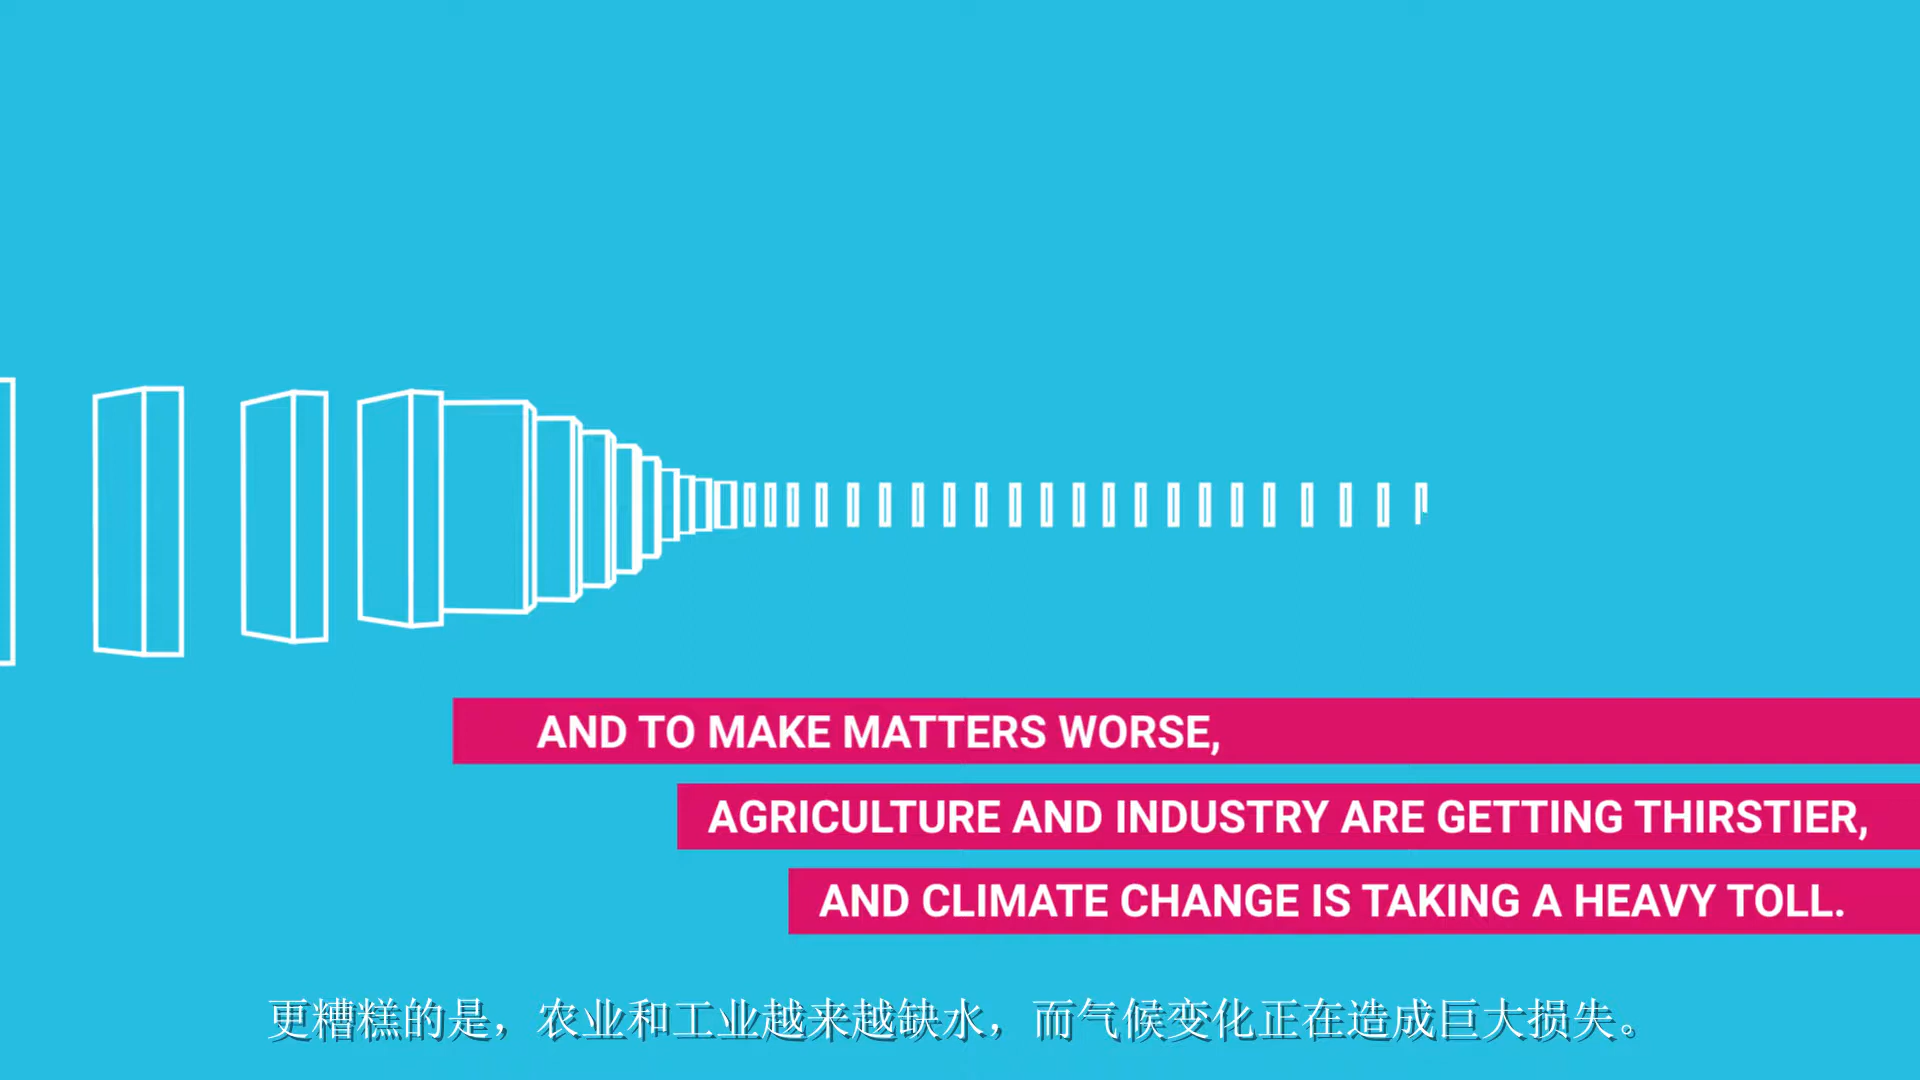 AND TO MAKE MATTERS WORSE,
AGRICULTURE AND INDUSTRY ARE GETTING THIRSTIER,
AND CLIMATE CHANGE IS TAKING A HEAVY TOLL.
更糟糕的是，农业和工业越来越缺水，而气候变化正在造成巨大损失。